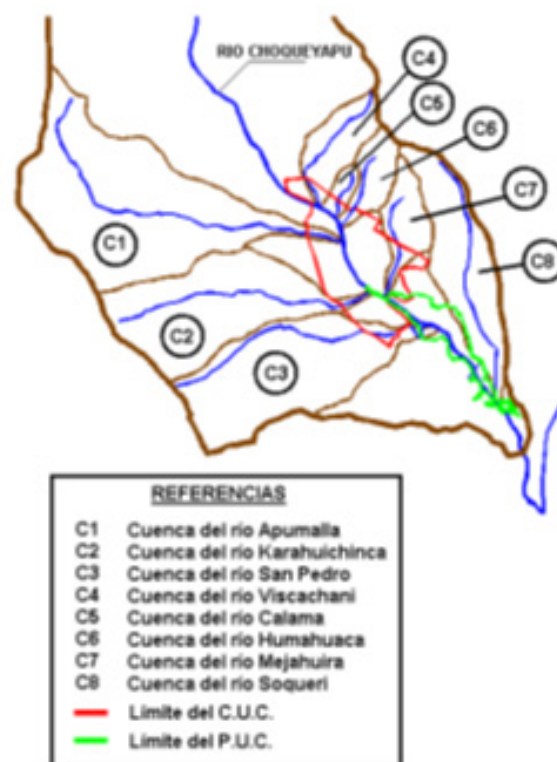 RIO CHOQUEYAPU
C4
C5
C6
C7
C8
C1
C2
C3
REFERENCIAS
C1 Cuenca del río Apumalla
C2 Cuenca del río Karahuichinca
C3 Cuenca del río San Pedro
C4 Cuenca del río Viscachani
C5 Cuenca del río Calama
C6 Cuenca del río Humahuaca
C7 Cuenca del río Mejahuira
C8 Cuenca del río Soqueri
Límite del C.U.C.
Límite del P.U.C.